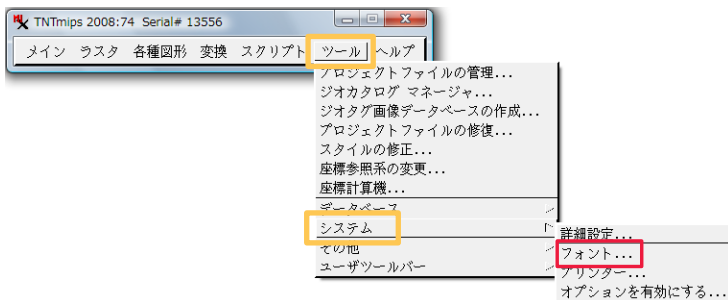 TNTmips 2008:74 Serial# 13556
メイン ラスタ 各種図形 変換 スクリプト ツール ヘルプ
プロジェクトファイルの管理...
ジオカタログ マネージャ...
ジオタグ画像データベースの作成...
プロジェクトファイルの修復...
スタイルの修正...
座標参照系の変更...
座標計算機...
データベース
システム
その他
ユーザツールバー
詳細設定...
フォント...
プリンター...
オプションを有効にする...